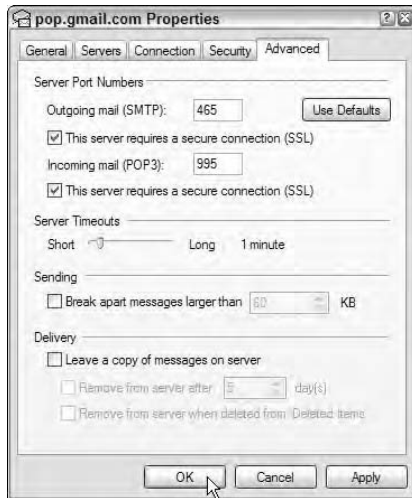 pop.gmail.com Properties
General Servers Connection Security Advanced
Server Port Numbers
Outgoing mail (SMTP): 465 Use Defaults
This server requires a secure connection (SSL)
Incoming mail (POP3): 995
This server requires a secure connection (SSL)
Server Timeouts
Short Long 1 minute
Sending
Break apart messages larger than 60 KB
Delivery
Leave a copy of messages on server
Remove from server after 5 day(s)
Remove from server when deleted from 'Deleted Items'
OK Cancel Apply